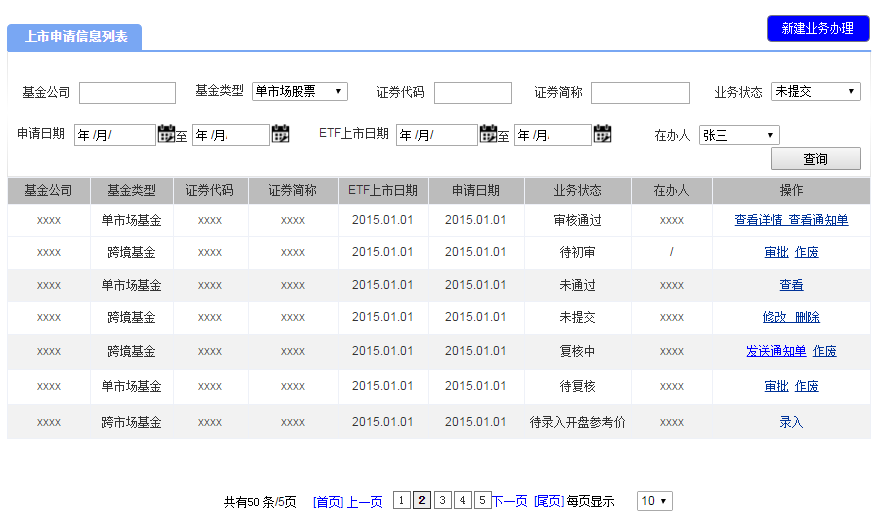 上市申请信息列表 新建业务办理
基金公司 基金类型 单市场股票 证券代码 证券简称 业务状态 未提交
申请日期 年 /月/ 至 年 /月. ETF上市日期 年 /月/ 至 年 /月. 在办人 张三
查询
基金公司 基金类型 证券代码 证券简称 ETF上市日期 申请日期 业务状态 在办人 操作
xxxx 单市场基金 xxxx xxxx 2015.01.01 2015.01.01 审核通过 xxxx 查看详情 查看通知单
xxxx 跨境基金 xxxx xxxx 2015.01.01 2015.01.01 待初审 / 审批 作废
xxxx 单市场基金 xxxx xxxx 2015.01.01 2015.01.01 未通过 xxxx 查看
xxxx 跨境基金 xxxx xxxx 2015.01.01 2015.01.01 未提交 xxxx 修改 删除
xxxx 跨境基金 xxxx xxxx 2015.01.01 2015.01.01 复核中 xxxx 发送通知单 作废
xxxx 单市场基金 xxxx xxxx 2015.01.01 2015.01.01 待复核 xxxx 审批 作废
xxxx 跨市场基金 xxxx xxxx 2015.01.01 2015.01.01 待录入开盘参考价 xxxx 录入
共有50 条/5页 [首页] 上一页 1 2 3 4 5 下一页 [尾页] 每页显示 10